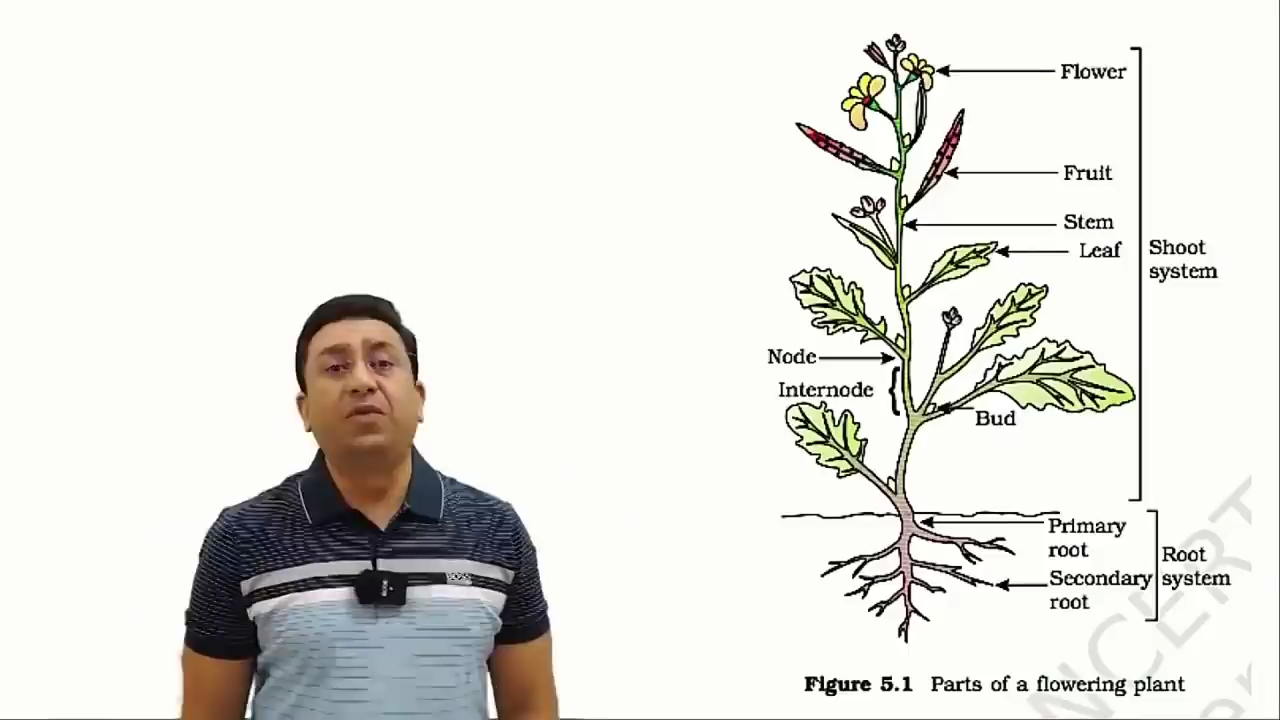 Flower
Fruit
Stem
Leaf
Shoot
system
Node
Internode
Bud
Primary
root
Secondary
root
Root
system
Figure 5.1 Parts of a flowering plant
NCERT
BOSS